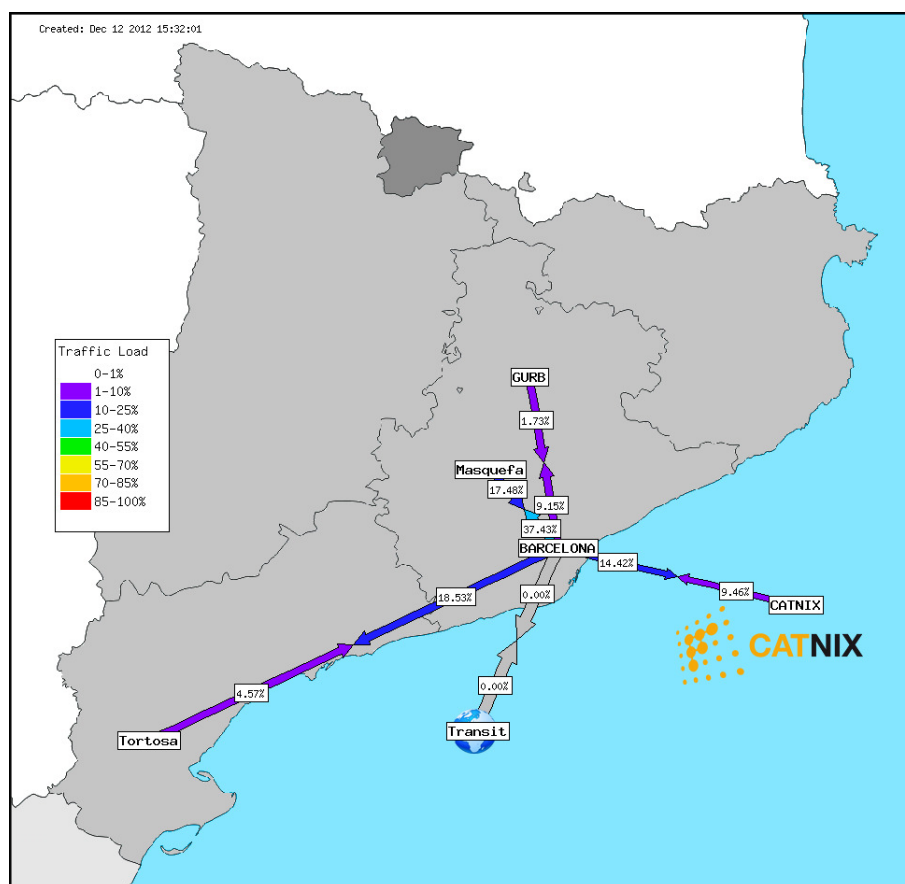 Created: Dec 12 2012 15:32:01
Traffic Load
0-1%
1-10%
10-25%
25-40%
40-55%
55-70%
70-85%
85-100%
GURB
1.73%
Masquefa
17.48%
9.15%
37.43%
BARCELONA
14.42%
0.00%
9.46%
18.53%
CATNIX
CATNIX
0.00%
4.57%
Transit
Tortosa